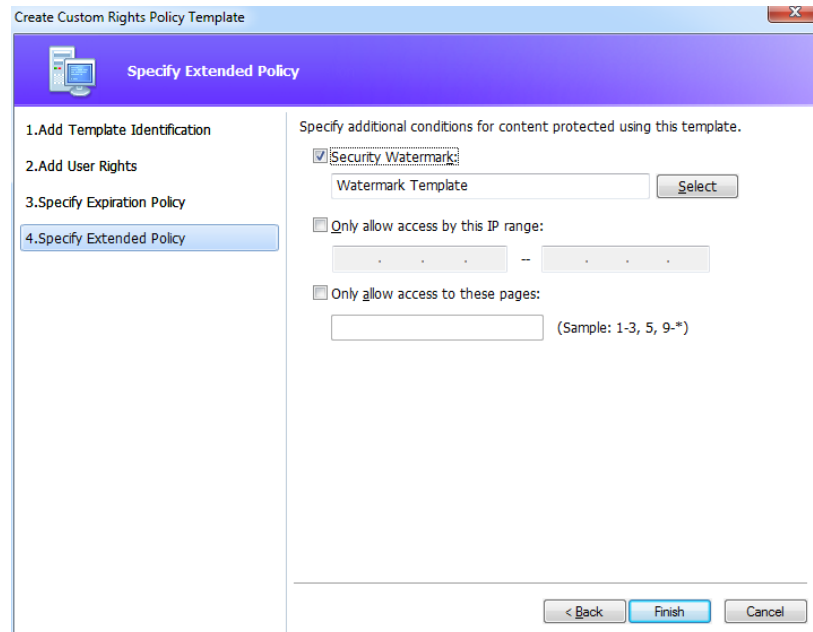 Create Custom Rights Policy Template
Specify Extended Policy
1.Add Template Identification
2.Add User Rights
3.Specify Expiration Policy
4.Specify Extended Policy
Specify additional conditions for content protected using this template.
Security Watermark:
Watermark Template
Select
Only allow access by this IP range:
. . . -- . . .
Only allow access to these pages:
(Sample: 1-3, 5, 9-*)
< Back Finish Cancel